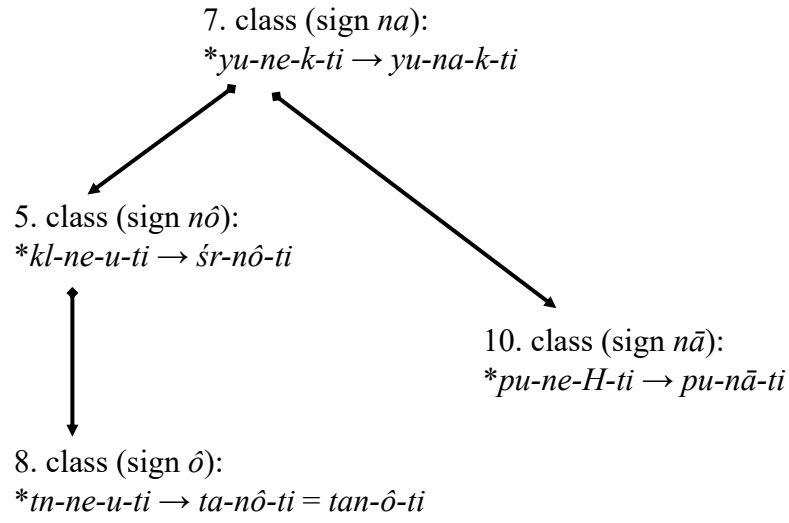 7. class (sign na):
*yu-ne-k-ti → yu-na-k-ti
5. class (sign nô):
*kl-ne-u-ti → śr-nô-ti
10. class (sign nā):
*pu-ne-H-ti → pu-nā-ti
8. class (sign ô):
*tn-ne-u-ti → ta-nô-ti = tan-ô-ti